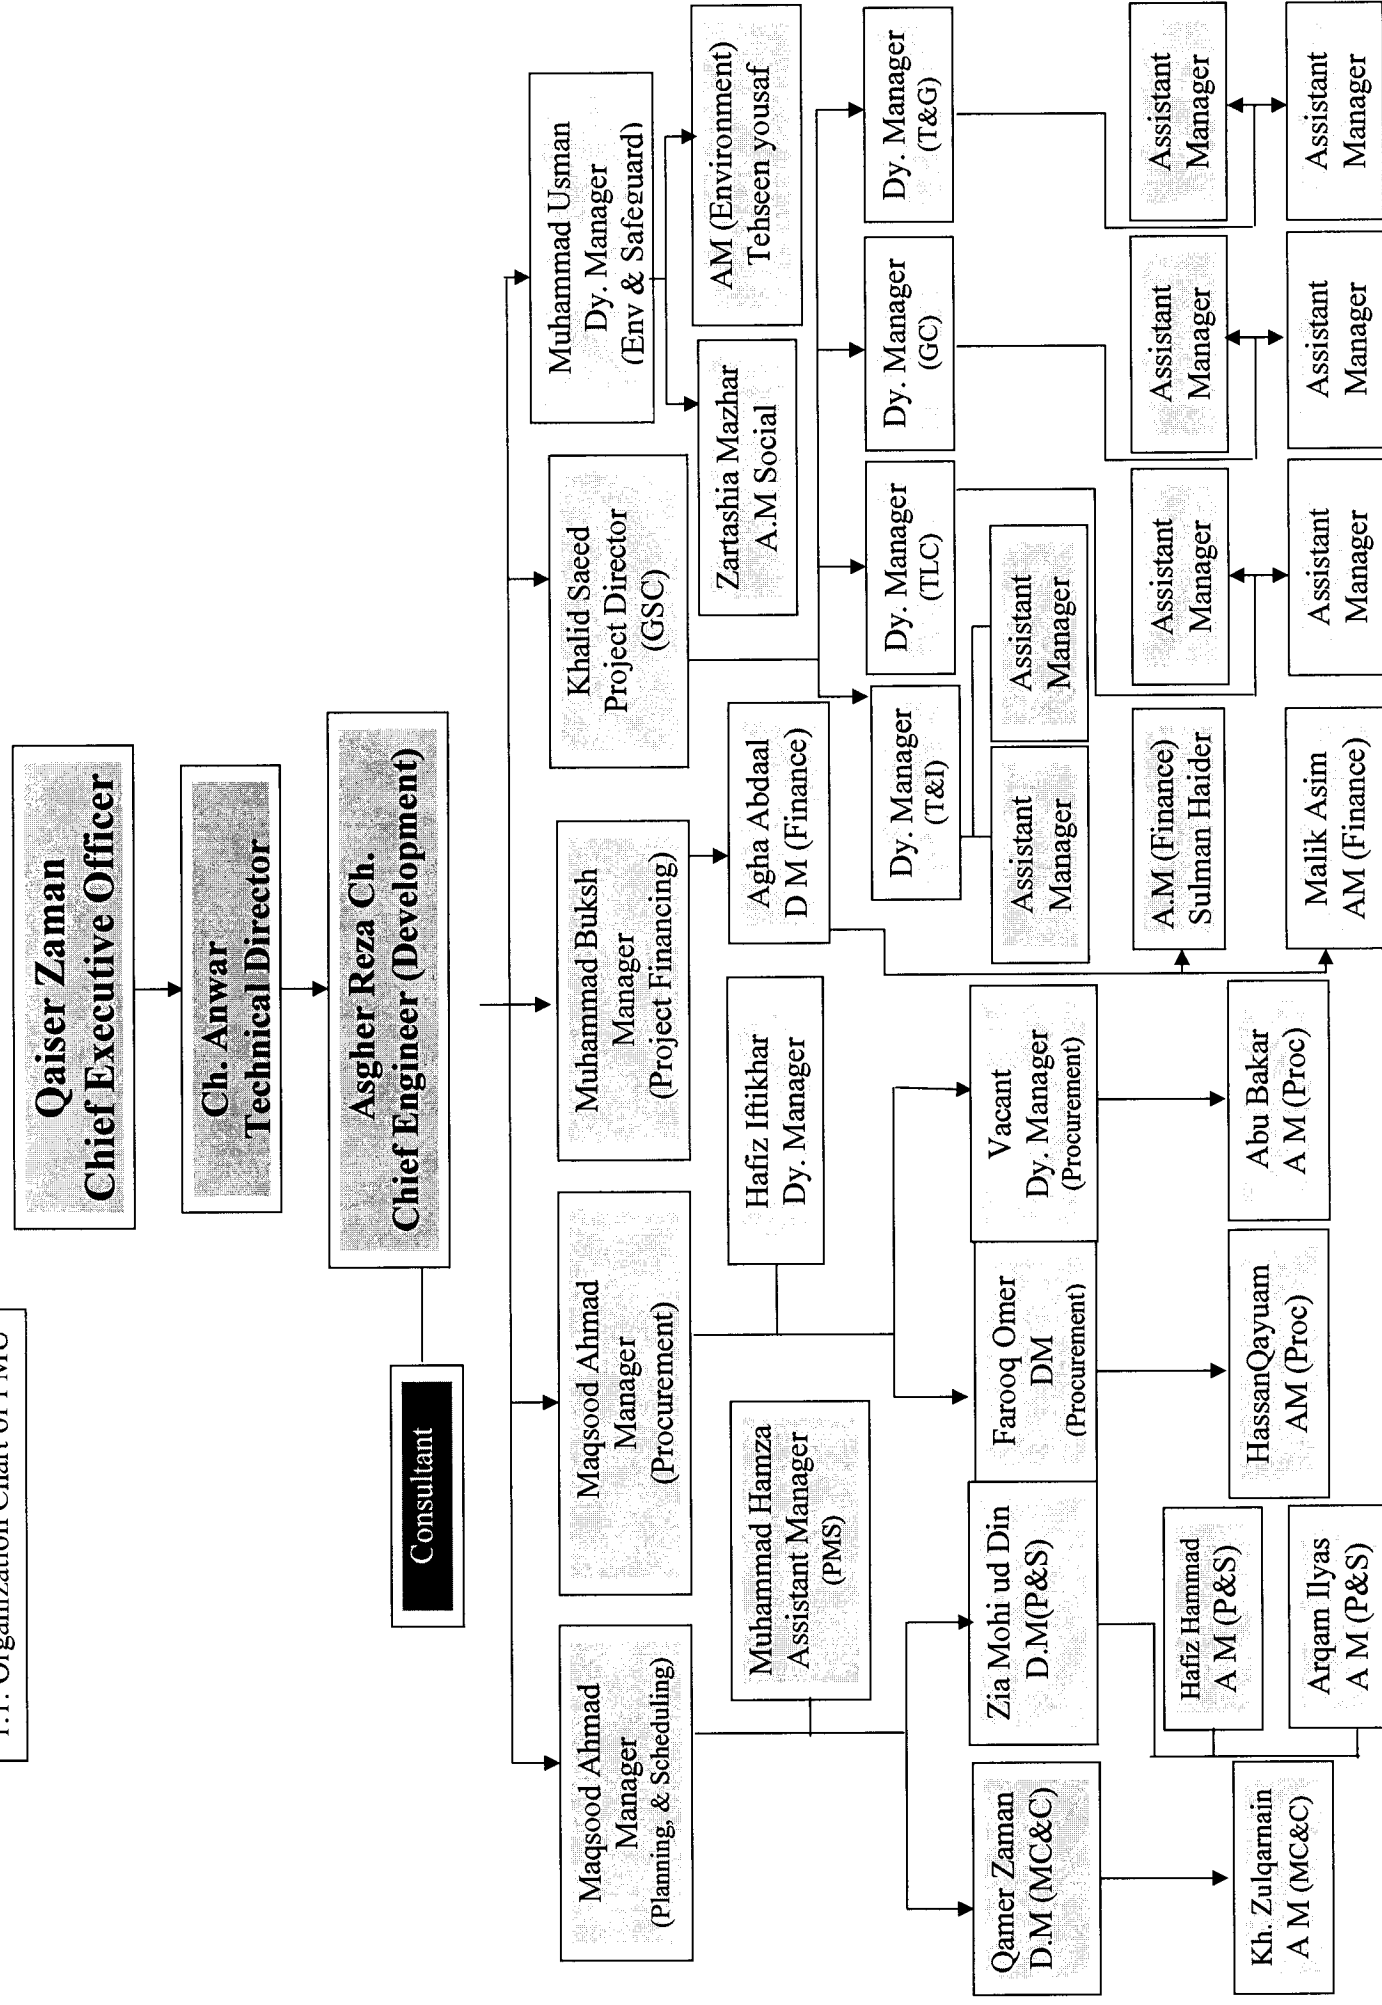 1.1: Organization Chart of PMU
Qaiser Zaman
Chief Executive Officer
Ch. Anwar
Technical Director
Asgher Reza Ch.
Chief Engineer (Development)
Consultant
Maqsood Ahmad
Manager
(Planning, & Scheduling)
Maqsood Ahmad
Manager
(Procurement)
Muhammad Buksh
Manager
(Project Financing)
Khalid Saeed
Project Director
(GSC)
Muhammad Usman
Dy. Manager
(Env & Safeguard)
Muhammad Hamza
Assistant Manager
(PMS)
Hafiz Iftikhar
Dy. Manager
Agha Abdaal
D M (Finance)
Zartashia Mazhar
A.M Social
AM (Environment)
Tehseen yousaf
Dy. Manager
(T&I)
Dy. Manager
(TLC)
Dy. Manager
(GC)
Dy. Manager
(T&G)
Qamer Zaman
D.M (MC&C)
Zia Mohi ud Din
D.M(P&S)
Farooq Omer
DM
(Procurement)
Vacant
Dy. Manager
(Procurement)
Assistant
Manager
Assistant
Manager
A.M (Finance)
Sulman Haider
Assistant
Manager
Assistant
Manager
Assistant
Manager
Kh. Zulqarnain
A M (MC&C)
Hafiz Hammad
A M (P&S)
HassanQayuam
AM (Proc)
Abu Bakar
A M (Proc)
Arqam Ilyas
A M (P&S)
Malik Asim
AM (Finance)
Assistant
Manager
Assistant
Manager
Assistant
Manager